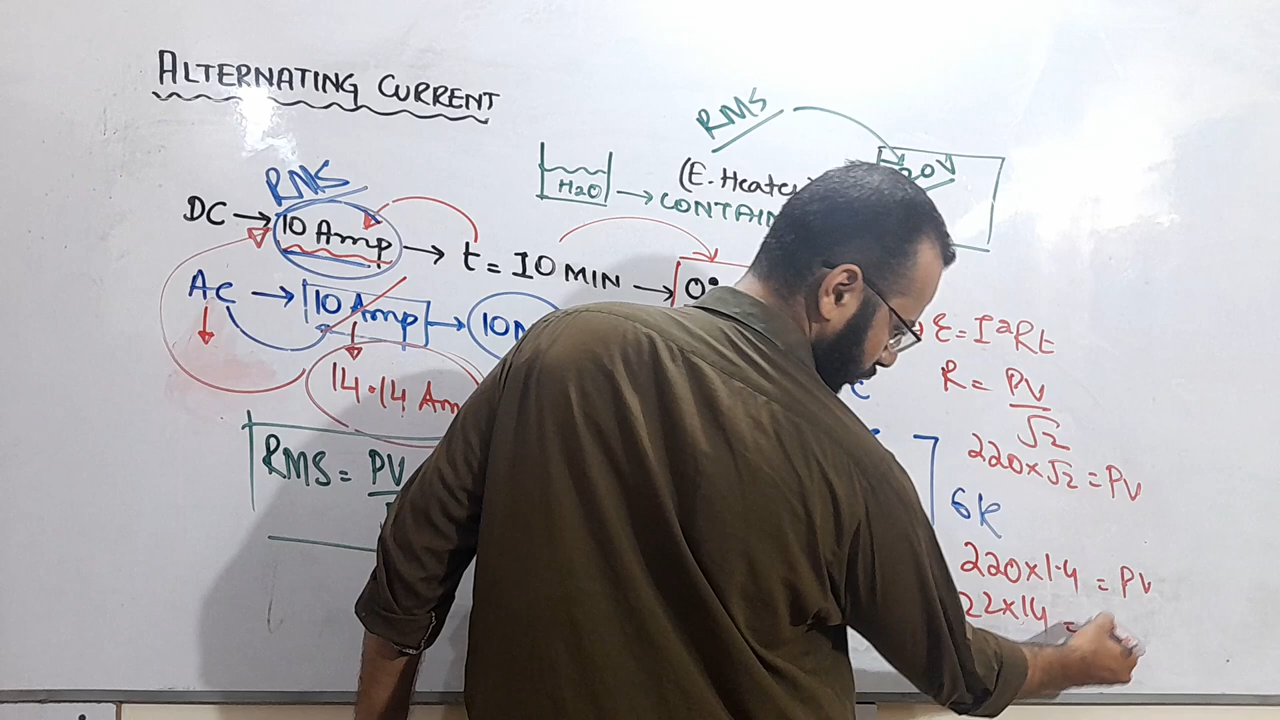 ALTERNATING CURRENT
RMS
H2O
(E.Heater
CONTAIN
RMS
DC → 10 Amp → t = 10 MIN → 0°
AC → 10 Amp → 10
14.14 Am
RMS = PV
ε = I²Rt
R = PV
√2
220×√2 = PV
6K
220×1.4 = PV
22×14 =